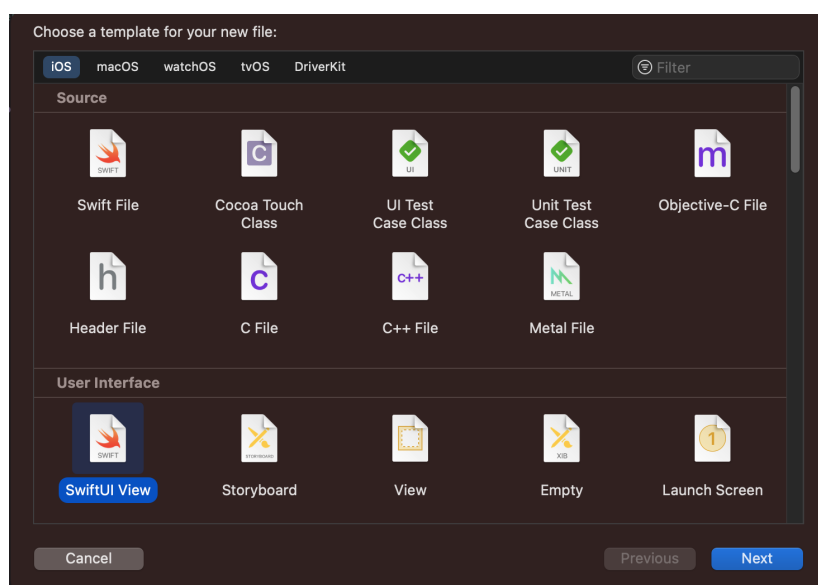 Choose a template for your new file:
iOS macOS watchOS tvOS DriverKit Filter
Source
SWIFT C UI UNIT m
Swift File Cocoa Touch Class UI Test Case Class Unit Test Case Class Objective-C File
h C C++ METAL
Header File C File C++ File Metal File
User Interface
SWIFT STORYBOARD XIB 1
SwiftUI View Storyboard View Empty Launch Screen
Cancel Previous Next